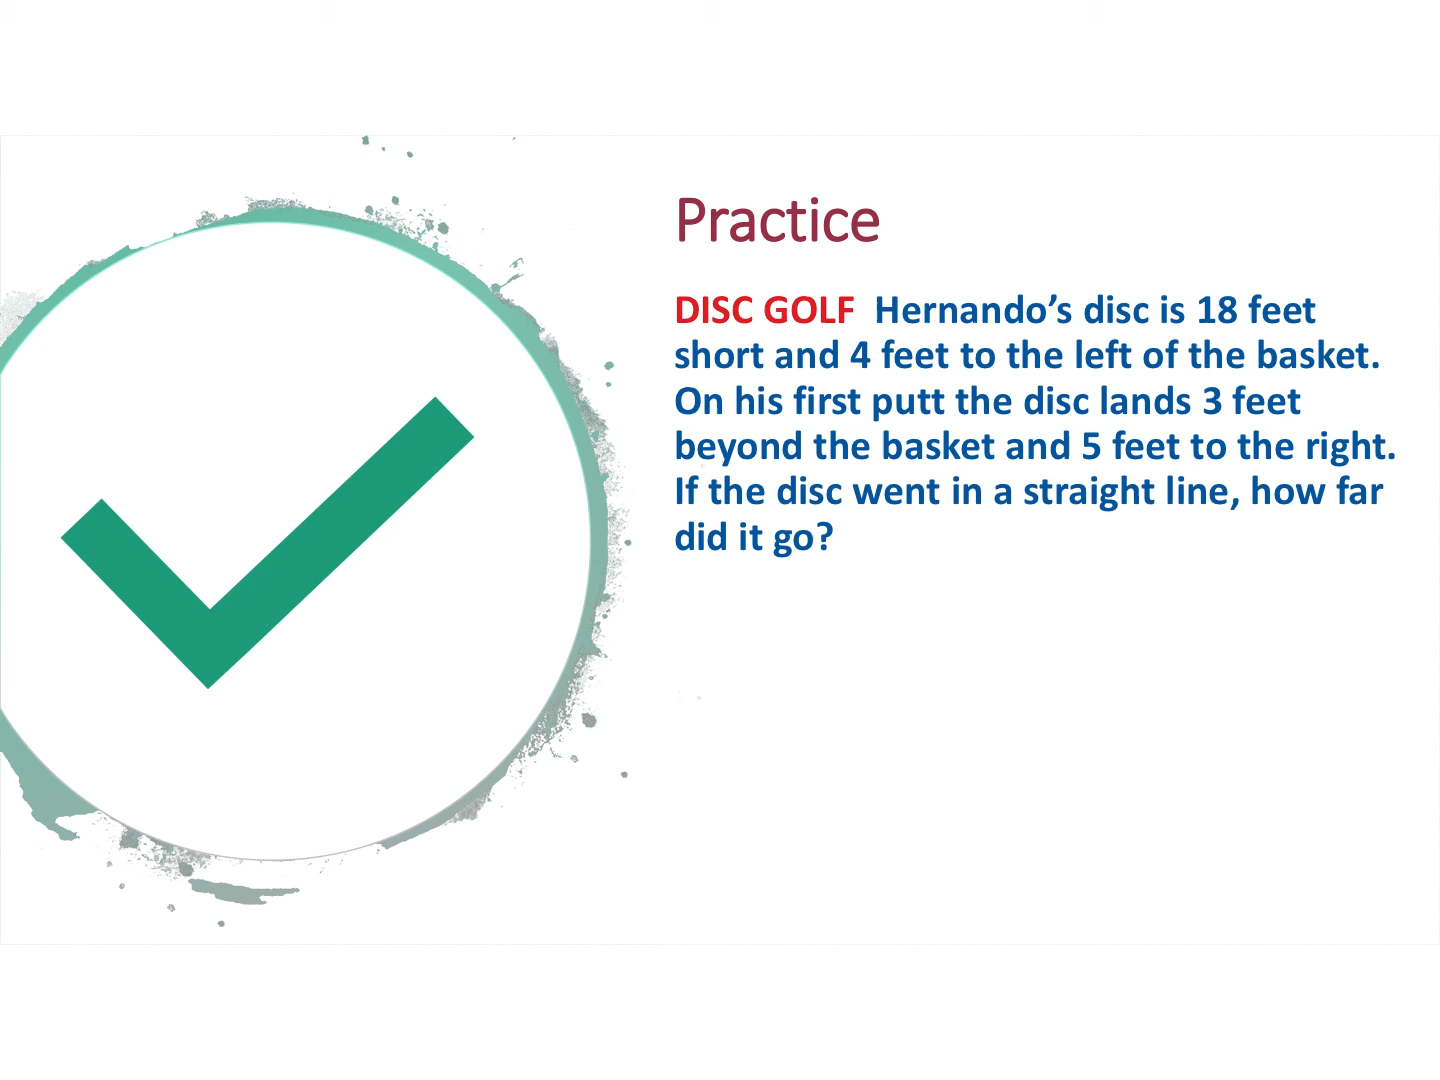 Practice
DISC GOLF  Hernando’s disc is 18 feet
short and 4 feet to the left of the basket.
On his first putt the disc lands 3 feet
beyond the basket and 5 feet to the right.
If the disc went in a straight line, how far
did it go?